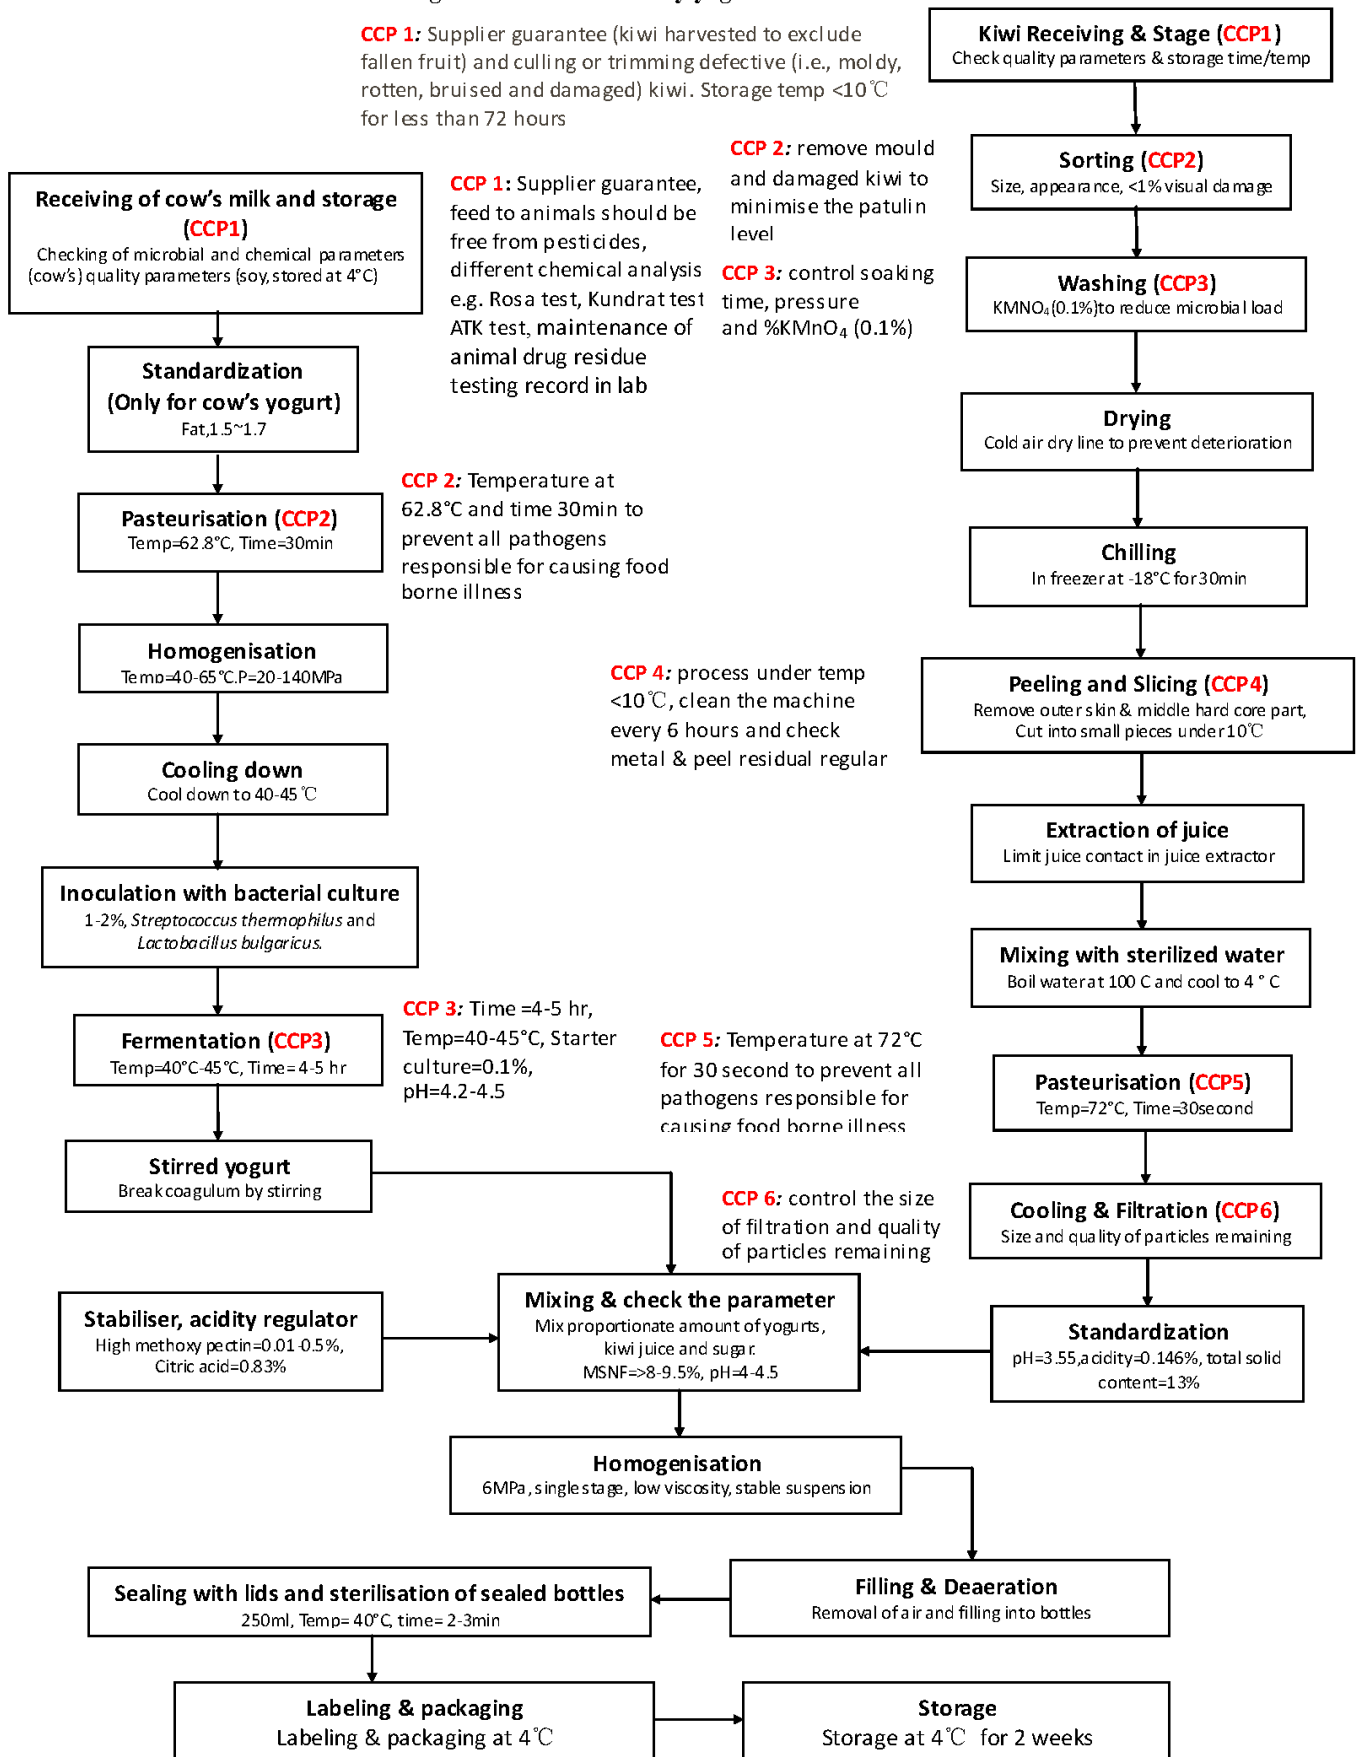 CCP 1: Supplier guarantee (kiwi harvested to exclude
fallen fruit) and culling or trimming defective (i.e., moldy,
rotten, bruised and damaged) kiwi. Storage temp <10℃
for less than 72 hours
Kiwi Receiving & Stage (CCP1)
Check quality parameters & storage time/temp
CCP 2: remove mould
and damaged kiwi to
minimise the patulin
level
Sorting (CCP2)
Size, appearance, <1% visual damage
Receiving of cow's milk and storage
(CCP1)
Checking of microbial and chemical parameters
(cow's) quality parameters (soy, stored at 4°C)
CCP 1: Supplier guarantee,
feed to animals should be
free from pesticides,
different chemical analysis
e.g. Rosa test, Kundrat test
ATK test, maintenance of
animal drug residue
testing record in lab
CCP 3: control soaking
time, pressure
and %KMnO₄ (0.1%)
Washing (CCP3)
KMNO₄(0.1%)to reduce microbial load
Standardization
(Only for cow's yogurt)
Fat,1.5~1.7
Drying
Cold air dry line to prevent deterioration
Pasteurisation (CCP2)
Temp=62.8°C, Time=30min
CCP 2: Temperature at
62.8°C and time 30min to
prevent all pathogens
responsible for causing food
borne illness
Chilling
In freezer at -18°C for 30min
Homogenisation
Temp=40-65°C.P=20-140MPa
CCP 4: process under temp
<10℃, clean the machine
every 6 hours and check
metal & peel residual regular
Peeling and Slicing (CCP4)
Remove outer skin & middle hard core part,
Cut into small pieces under 10℃
Cooling down
Cool down to 40-45℃
Extraction of juice
Limit juice contact in juice extractor
Inoculation with bacterial culture
1-2%, Streptococcus thermophilus and
Lactobacillus bulgaricus.
Mixing with sterilized water
Boil water at 100 C and cool to 4 ° C
Fermentation (CCP3)
Temp=40°C-45°C, Time= 4-5 hr
CCP 3: Time =4-5 hr,
Temp=40-45°C, Starter
culture=0.1%,
pH=4.2-4.5
CCP 5: Temperature at 72°C
for 30 second to prevent all
pathogens responsible for
causing food borne illness
Pasteurisation (CCP5)
Temp=72°C, Time=30second
Stirred yogurt
Break coagulum by stirring
CCP 6: control the size
of filtration and quality
of particles remaining
Cooling & Filtration (CCP6)
Size and quality of particles remaining
Stabiliser, acidity regulator
High methoxy pectin=0.01-0.5%,
Citric acid=0.83%
Mixing & check the parameter
Mix proportionate amount of yogurts,
kiwi juice and sugar.
MSNF=>8-9.5%, pH=4-4.5
Standardization
pH=3.55,acidity=0.146%, total solid
content=13%
Homogenisation
6MPa, single stage, low viscosity, stable suspension
Sealing with lids and sterilisation of sealed bottles
250ml, Temp= 40°C, time= 2-3min
Filling & Deaeration
Removal of air and filling into bottles
Labeling & packaging
Labeling & packaging at 4℃
Storage
Storage at 4℃ for 2 weeks